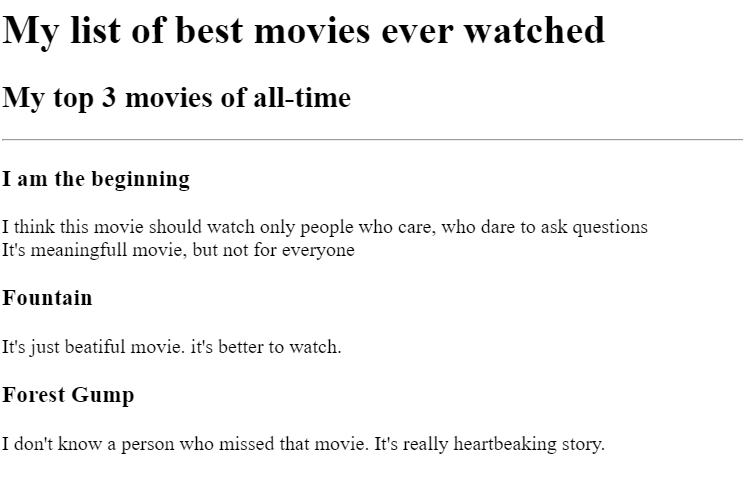 My list of best movies ever watched
My top 3 movies of all-time
I am the beginning
I think this movie should watch only people who care, who dare to ask questions
It's meaningfull movie, but not for everyone
Fountain
It's just beatiful movie. it's better to watch.
Forest Gump
I don't know a person who missed that movie. It's really heartbeaking story.